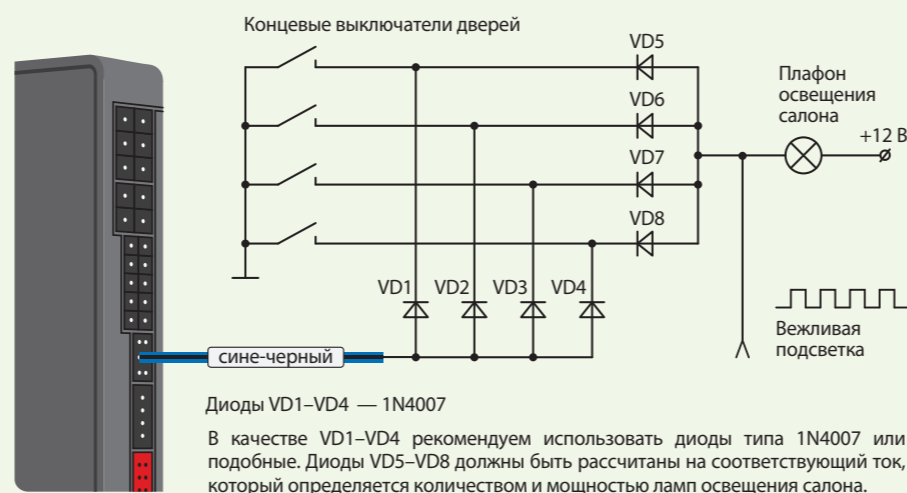 Концевые выключатели дверей
VD5
Плафон
освещения
салона
VD6
+12 В
VD7
VD8
VD1 VD2 VD3 VD4
Вежливая
подсветка
сине-черный
Диоды VD1–VD4 — 1N4007
В качестве VD1–VD4 рекомендуем использовать диоды типа 1N4007 или
подобные. Диоды VD5–VD8 должны быть рассчитаны на соответствующий ток,
который определяется количеством и мощностью ламп освещения салона.